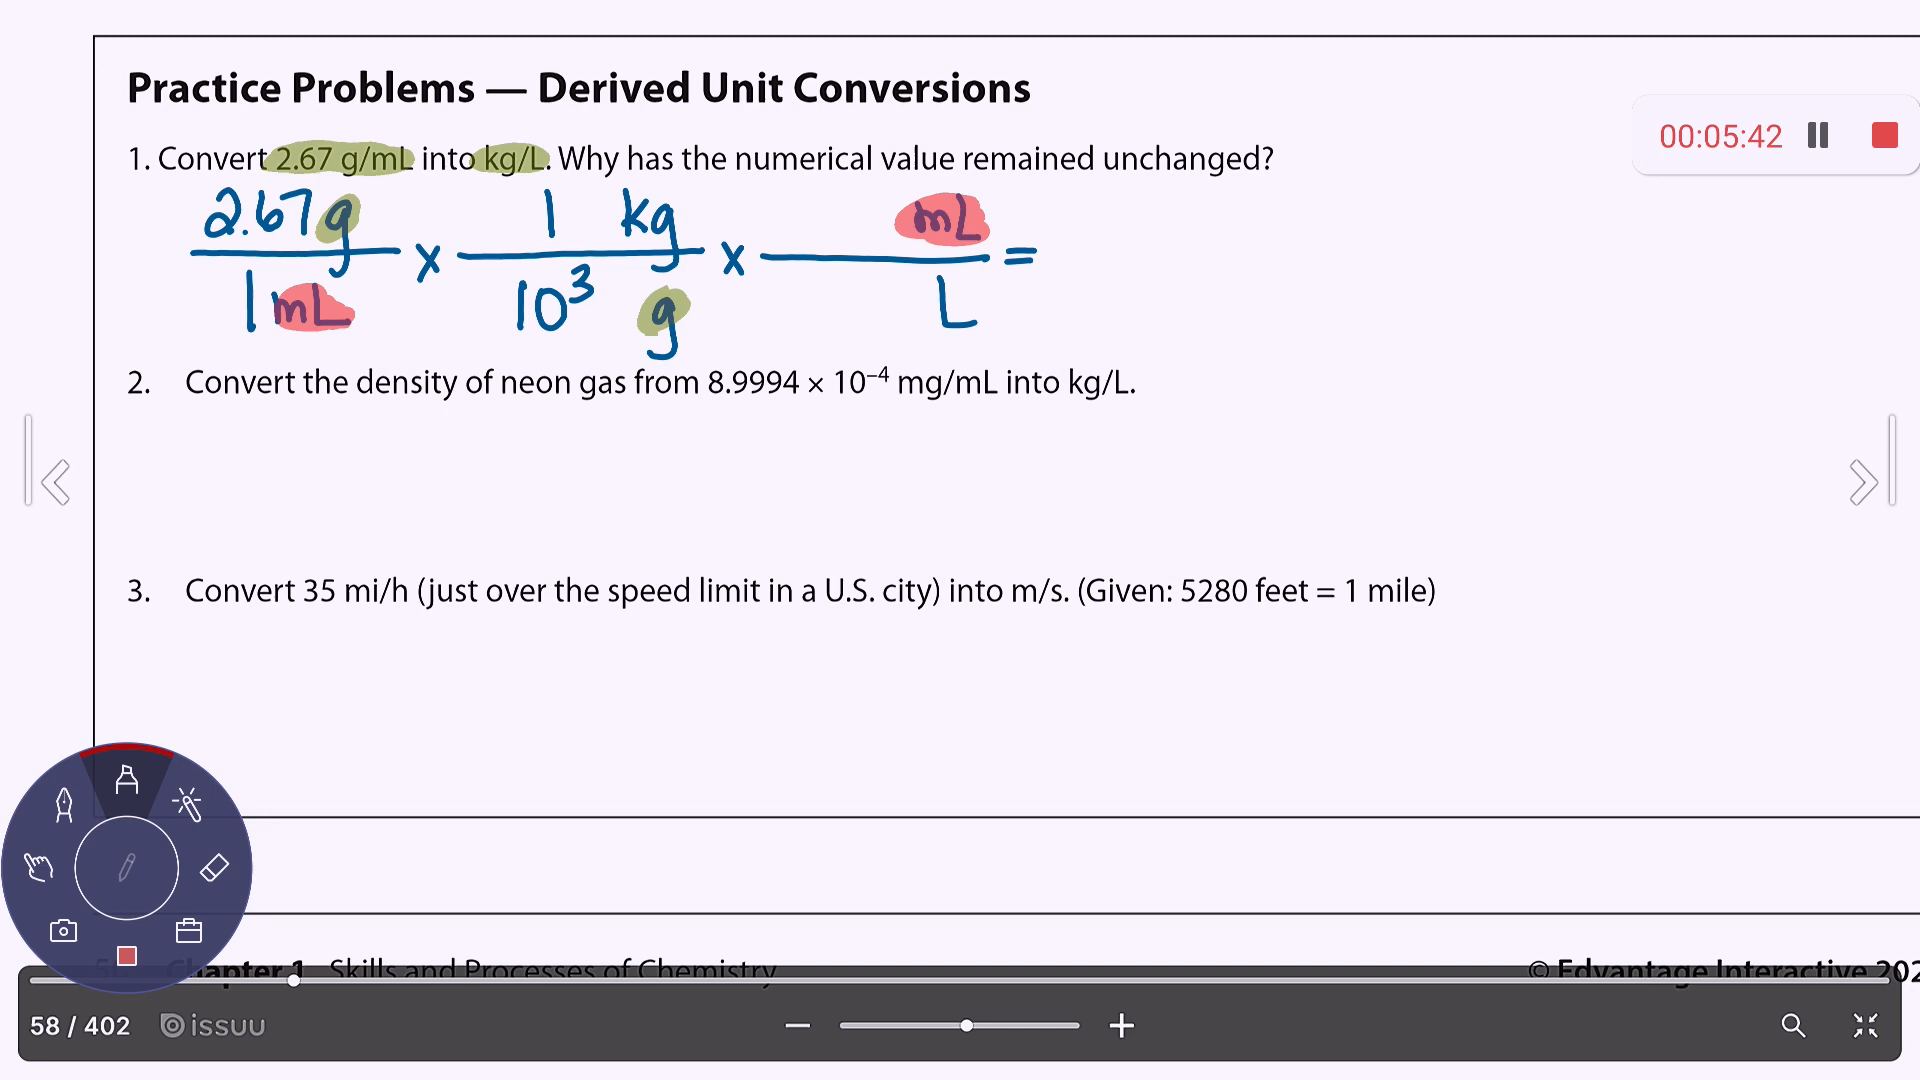 Practice Problems — Derived Unit Conversions
00:05:42
1. Convert 2.67 g/mL into kg/L. Why has the numerical value remained unchanged?
2.67 g 1 kg mL
x x =
1 mL 10³ g L
2. Convert the density of neon gas from 8.9994 × 10⁻⁴ mg/mL into kg/L.
3. Convert 35 mi/h (just over the speed limit in a U.S. city) into m/s. (Given: 5280 feet = 1 mile)
Chapter 1 Skills and Processes of Chemistry © Edvantage Interactive
58 / 402 issuu